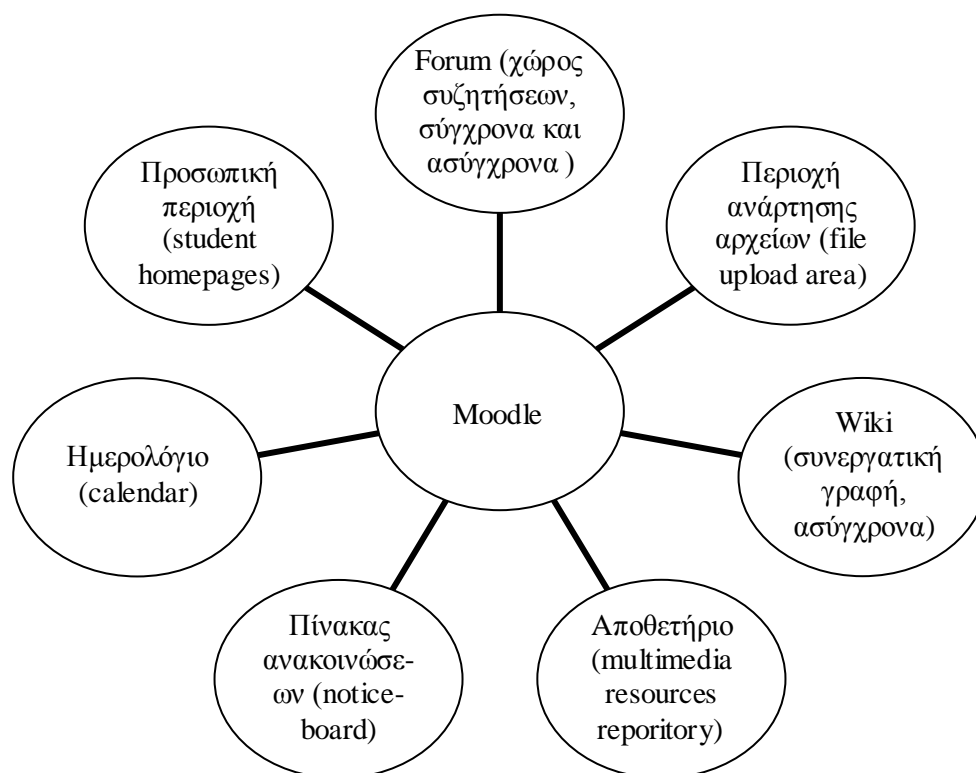 Forum (χώρος
συζητήσεων,
σύγχρονα και
ασύγχρονα )
Προσωπική
περιοχή
(student
homepages)
Περιοχή
ανάρτησης
αρχείων (file
upload area)
Moodle
Ημερολόγιο
(calendar)
Wiki
(συνεργατική
γραφή,
ασύγχρονα)
Πίνακας
ανακοινώσε-
ων (notice-
board)
Αποθετήριο
(multimedia
resources
reporitory)